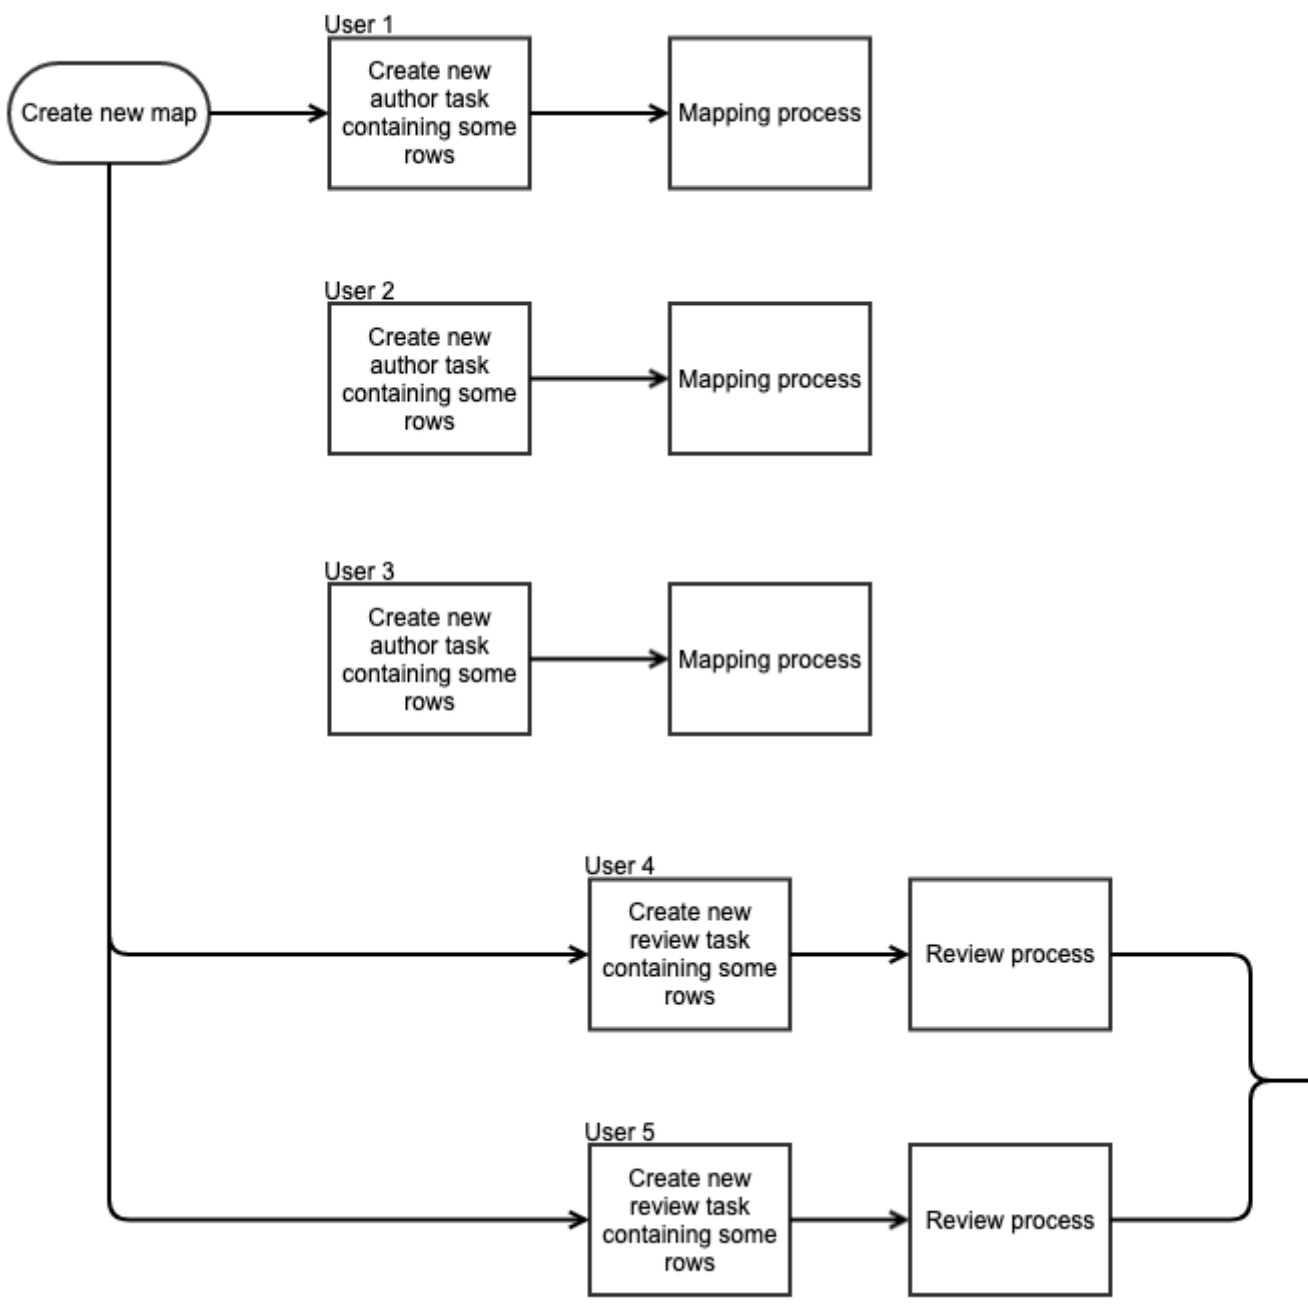 User 1
Create new map
Create new
author task
containing some
rows
Mapping process
User 2
Create new
author task
containing some
rows
Mapping process
User 3
Create new
author task
containing some
rows
Mapping process
User 4
Create new
review task
containing some
rows
Review process
User 5
Create new
review task
containing some
rows
Review process